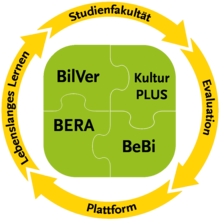 Studienfakultät
Evaluation
Plattform
Lebenslanges Lernen
BilVer
Kultur
PLUS
BERA
BeBi